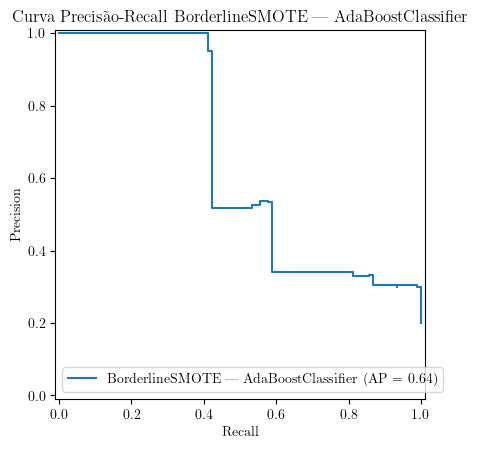 Curva Precisão-Recall BorderlineSMOTE — AdaBoostClassifier
1.0
0.8
0.6
0.4
0.2
0.0
Precision
BorderlineSMOTE — AdaBoostClassifier (AP = 0.64)
0.0 0.2 0.4 0.6 0.8 1.0
Recall